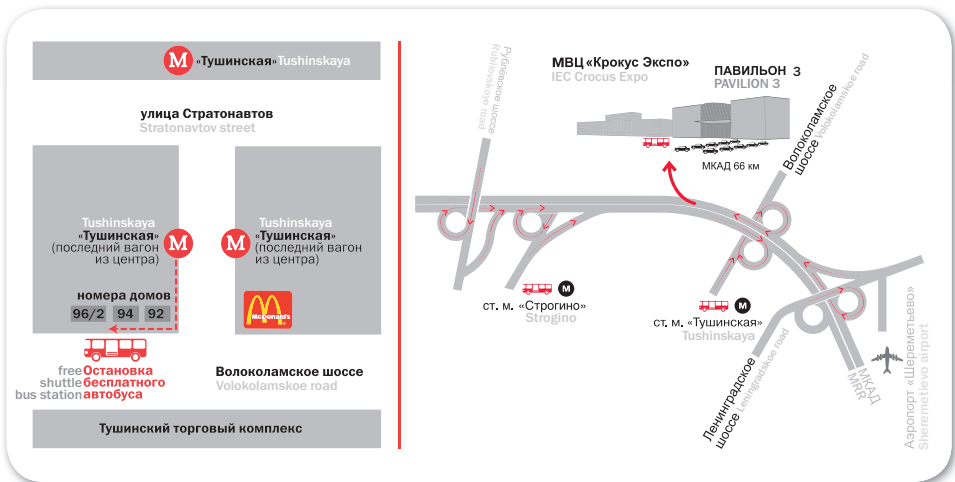 М «Тушинская» Tushinskaya
улица Стратонавтов
Stratonavtov street
Tushinskaya
«Тушинская» М
(последний вагон
из центра)
номера домов
96/2 94 92
Tushinskaya
М «Тушинская»
(последний вагон
из центра)
McDonald's
free Остановка
shuttle бесплатного
bus station автобуса
Волоколамское шоссе
Volokolamskoe road
Тушинский торговый комплекс
Рублёвское шоссе
Rublovskoye road
МВЦ «Крокус Экспо»
IEC Crocus Expo
ПАВИЛЬОН 3
PAVILION 3
МКАД 66 км
Волоколамское
шоссе Volokolamskoe road
М
ст. м. «Строгино»
Strogino
М
ст. м. «Тушинская»
Tushinskaya
Ленинградское
шоссе Leningradskoe road
МКАД
MRR
Аэропорт «Шереметьево»
Sheremetievo airport